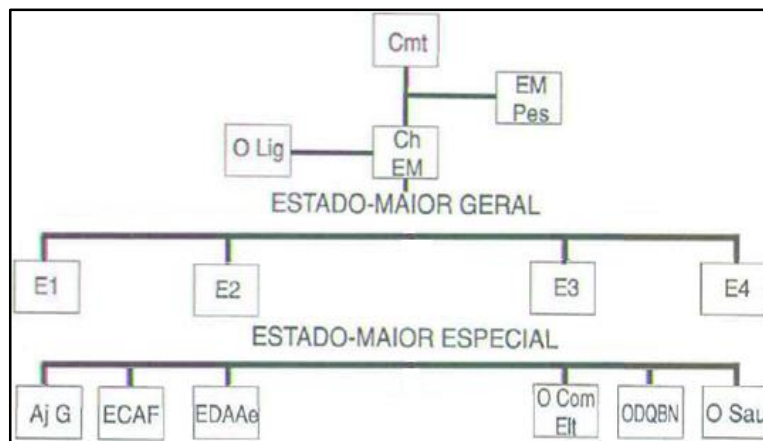 Cmt
EM
Pes
O Lig
Ch
EM
ESTADO-MAIOR GERAL
E1
E2
E3
E4
ESTADO-MAIOR ESPECIAL
Aj G
ECAF
EDAAe
O Com
Elt
ODQBN
O Sau